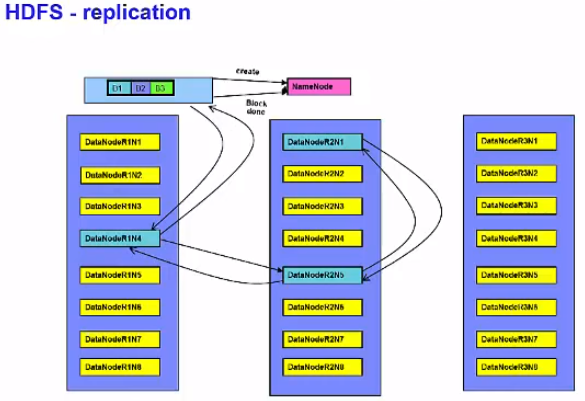 HDFS - replication
B1 B2 B3
create
NameNode
Block
done
DataNodeR1N1
DataNodeR1N2
DataNodeR1N3
DataNodeR1N4
DataNodeR1N5
DataNodeR1N6
DataNodeR1N7
DataNodeR1N8
DataNodeR2N1
DataNodeR2N2
DataNodeR2N3
DataNodeR2N4
DataNodeR2N5
DataNodeR2N6
DataNodeR2N7
DataNodeR2N8
DataNodeR3N1
DataNodeR3N2
DataNodeR3N3
DataNodeR3N4
DataNodeR3N5
DataNodeR3N6
DataNodeR3N7
DataNodeR3N8